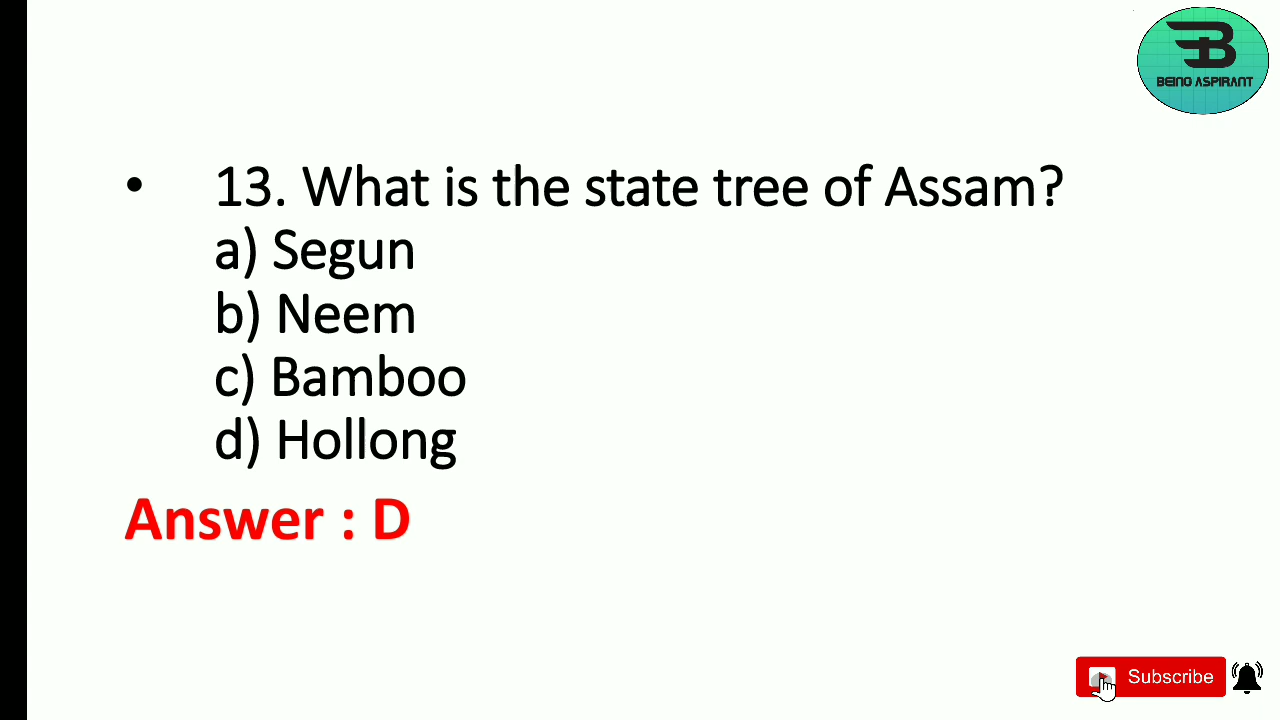 BEING ASPIRANT
• 13. What is the state tree of Assam?
a) Segun
b) Neem
c) Bamboo
d) Hollong
Answer : D
Subscribe